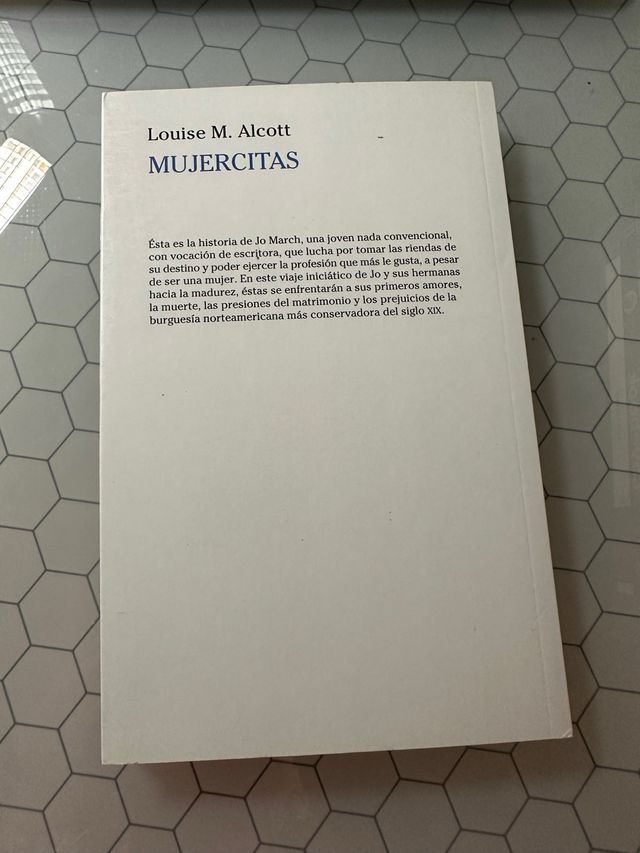 Louise M. Alcott
MUJERCITAS
Ésta es la historia de Jo March, una joven nada convencional,
con vocación de escritora, que lucha por tomar las riendas de
su destino y poder ejercer la profesión que más le gusta, a pesar
de ser una mujer. En este viaje iniciático de Jo y sus hermanas
hacia la madurez, éstas se enfrentarán a sus primeros amores,
la muerte, las presiones del matrimonio y los prejuicios de la
burguesía norteamericana más conservadora del siglo XIX.